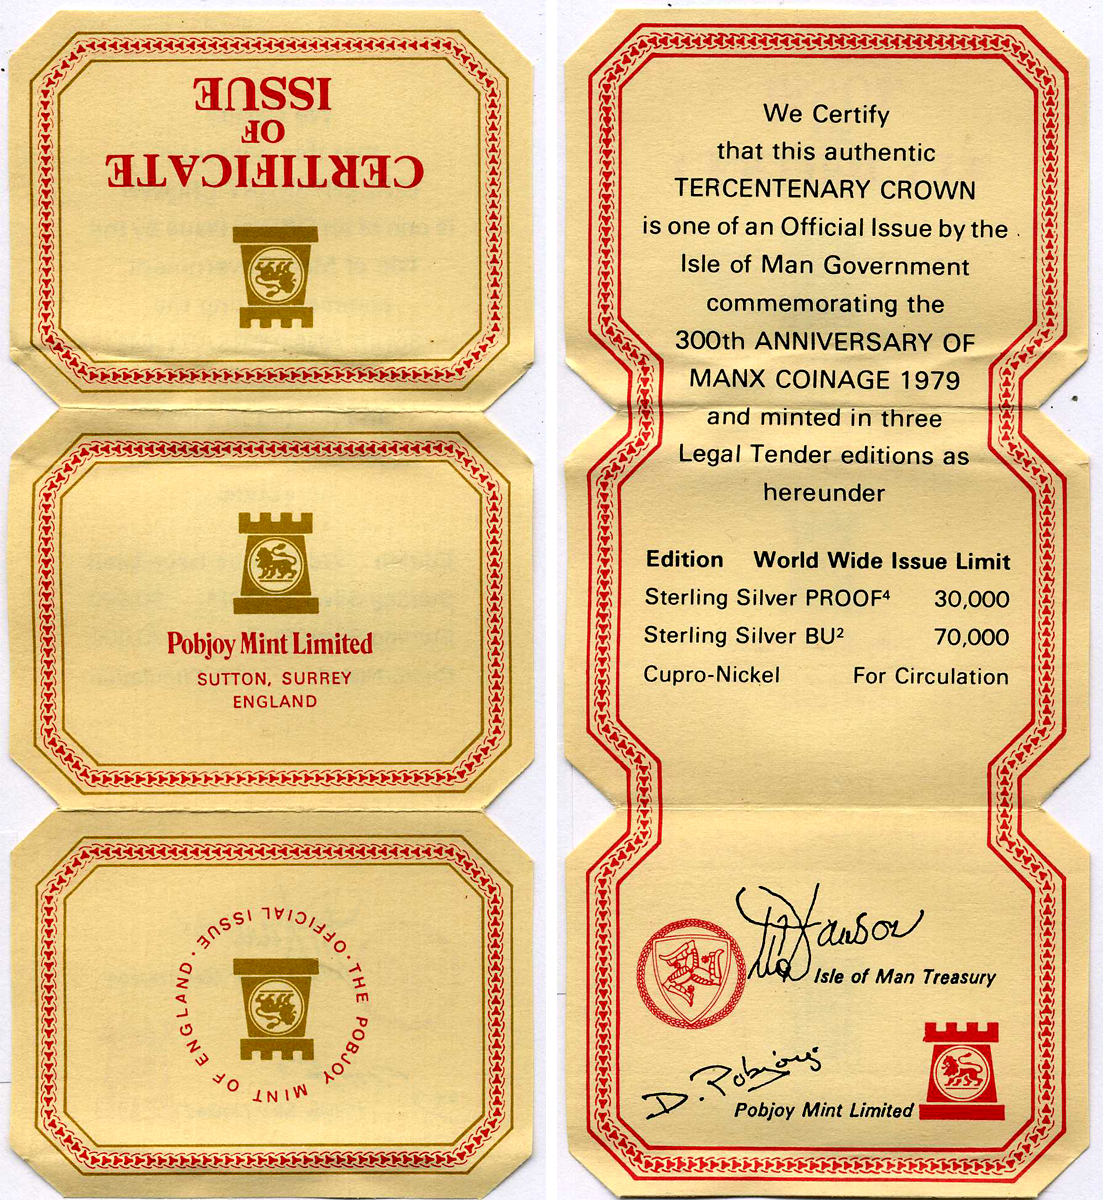 CERTIFICATE
OF
ISSUE
Pobjoy Mint Limited
SUTTON, SURREY
ENGLAND
· THE POBJOY MINT OF ENGLAND · OFFICIAL ISSUE
We Certify
that this authentic
TERCENTENARY CROWN
is one of an Official Issue by the
Isle of Man Government
commemorating the
300th ANNIVERSARY OF
MANX COINAGE 1979
and minted in three
Legal Tender editions as
hereunder
Edition World Wide Issue Limit
Sterling Silver PROOF⁴ 30,000
Sterling Silver BU² 70,000
Cupro-Nickel For Circulation
Isle of Man Treasury
D. Pobjoy
Pobjoy Mint Limited